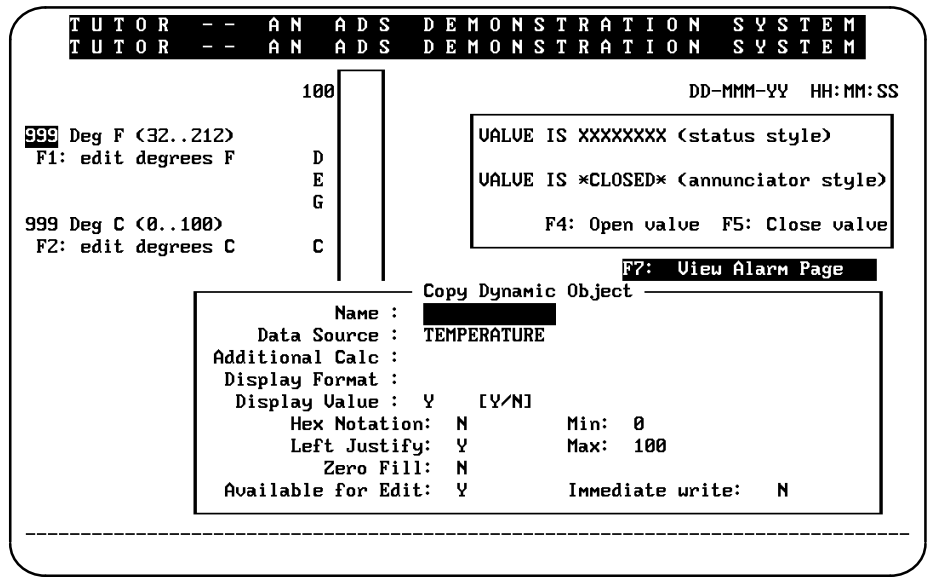 TUTOR -- AN ADS DEMONSTRATION SYSTEM
TUTOR -- AN ADS DEMONSTRATION SYSTEM
100
DD-MMM-YY HH:MM:SS
999 Deg F (32..212)
F1: edit degrees F
D
E
G
C
999 Deg C (0..100)
F2: edit degrees C
VALUE IS XXXXXXXX (status style)
VALUE IS *CLOSED* (annunciator style)
F4: Open value F5: Close value
F7: View Alarm Page
Copy Dynamic Object
Name :
Data Source : TEMPERATURE
Additional Calc :
Display Format :
Display Value : Y [Y/N]
Hex Notation: N Min: 0
Left Justify: Y Max: 100
Zero Fill: N
Available for Edit: Y Immediate write: N